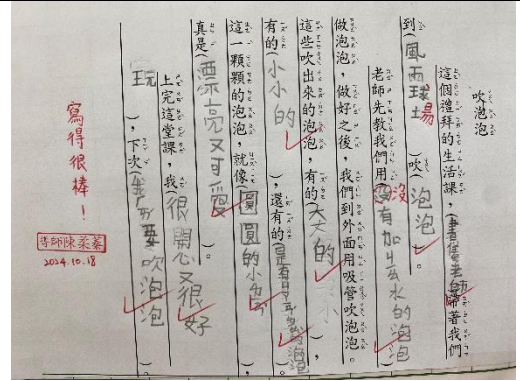 吹泡泡
這個禮拜的生活課，(老師帶著我們
到(風雨球場)吹(泡泡)。
老師先教我們用(沒有加生水的泡泡
做泡泡，做好之後，我們到外面用吸管吹泡泡。
這些吹出來的泡泡，有的(大大的)，
有的(小小的)，還有的(是)。
這一顆顆的泡泡，就像(圓圓的小)，
真是(漂亮又可愛)。
上完這堂課，我(很開心又很好
玩)，下次(要吹泡泡)。
寫得很棒！
2024.10.18